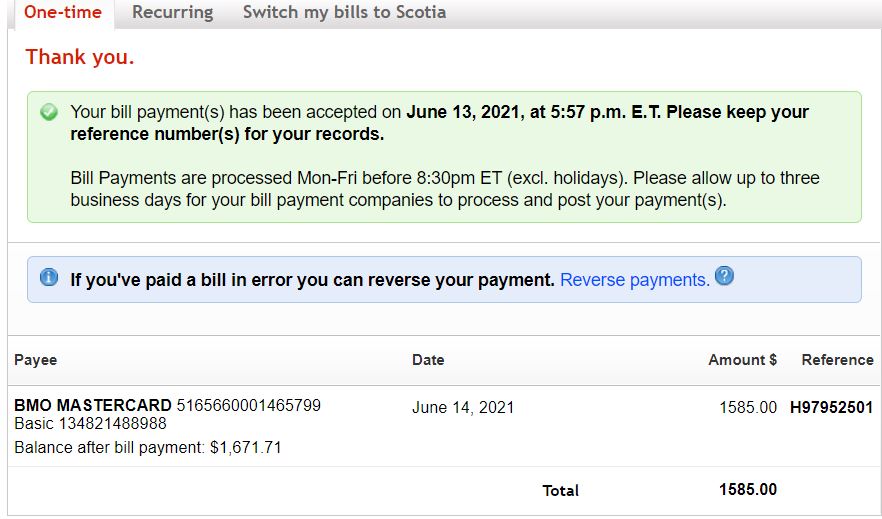 One-time Recurring Switch my bills to Scotia
Thank you.
Your bill payment(s) has been accepted on June 13, 2021, at 5:57 p.m. E.T. Please keep your
reference number(s) for your records.
Bill Payments are processed Mon-Fri before 8:30pm ET (excl. holidays). Please allow up to three
business days for your bill payment companies to process and post your payment(s).
If you've paid a bill in error you can reverse your payment. Reverse payments.
Payee Date Amount $ Reference
BMO MASTERCARD 5165660001465799 June 14, 2021 1585.00 H97952501
Basic 134821488988
Balance after bill payment: $1,671.71
Total 1585.00